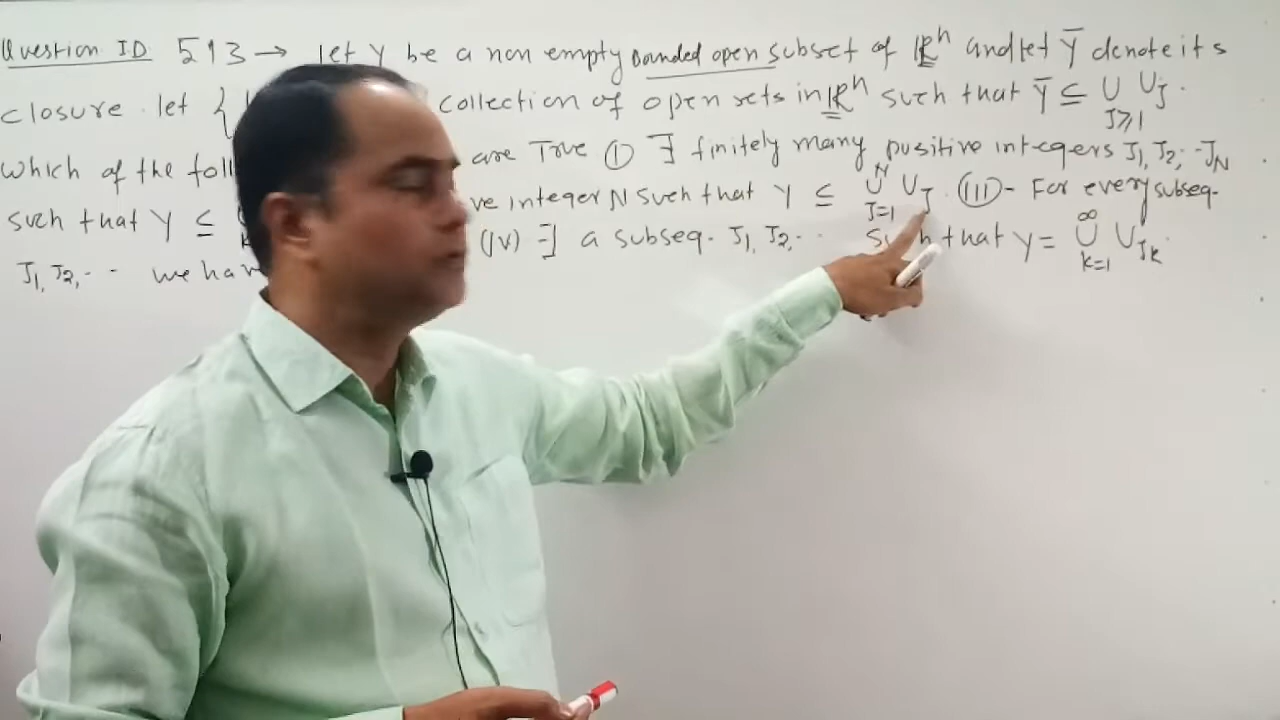 Question ID 513 → Let Y be a non empty bounded open subset of ℝⁿ and let Y̅ denote its
closure. let { collection of open sets in ℝⁿ such that Y̅ ⊆ ∪_{J≥1} U_J.
Which of the foll are True (I) ∃ finitely many positive integers J₁, J₂, -- J_N
such that Y ⊆ ve integer N such that Y ⊆ ∪_{J=1}^{N} U_J. (III) - For every subseq-
J₁, J₂, -- we hav (IV) ∃ a subseq. J₁, J₂, -- such that Y = ∪_{k=1}^{∞} U_{J_k}.